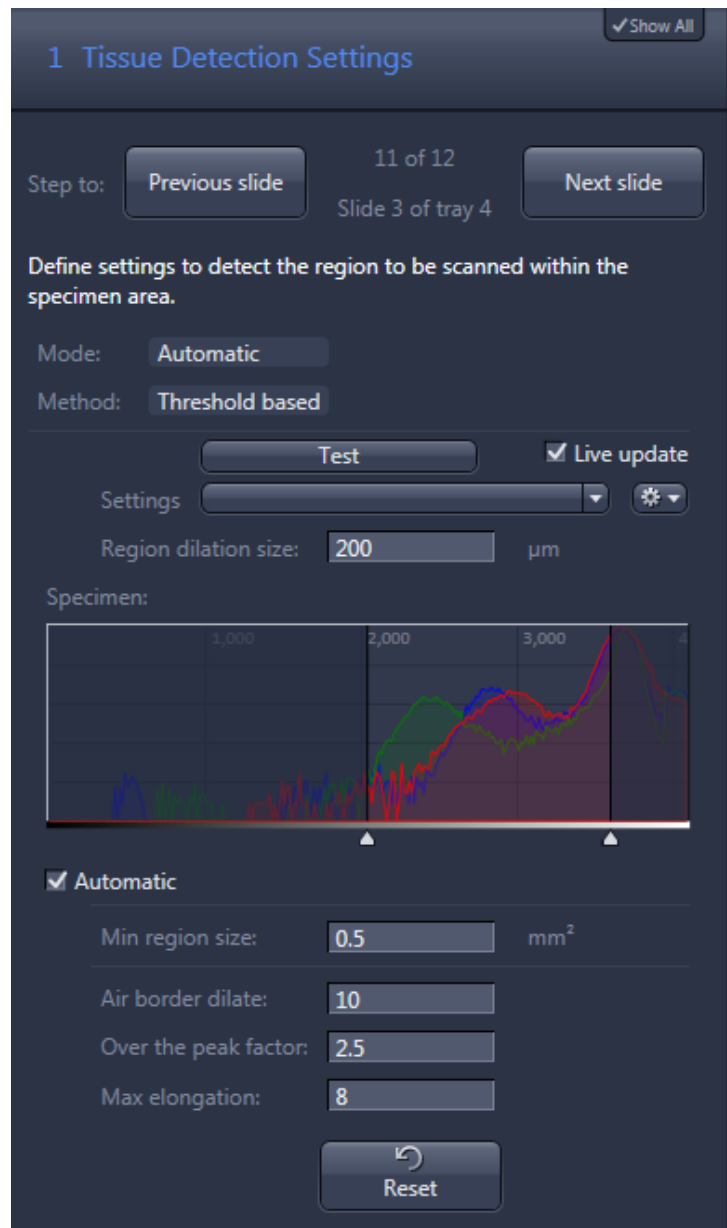 ✓Show All
1 Tissue Detection Settings
11 of 12
Step to: Previous slide Next slide
Slide 3 of tray 4
Define settings to detect the region to be scanned within the
specimen area.
Mode: Automatic
Method: Threshold based
Test Live update
Settings
Region dilation size: 200 µm
Specimen:
1,000 2,000 3,000 4
Automatic
Min region size: 0.5 mm²
Air border dilate: 10
Over the peak factor: 2.5
Max elongation: 8
Reset